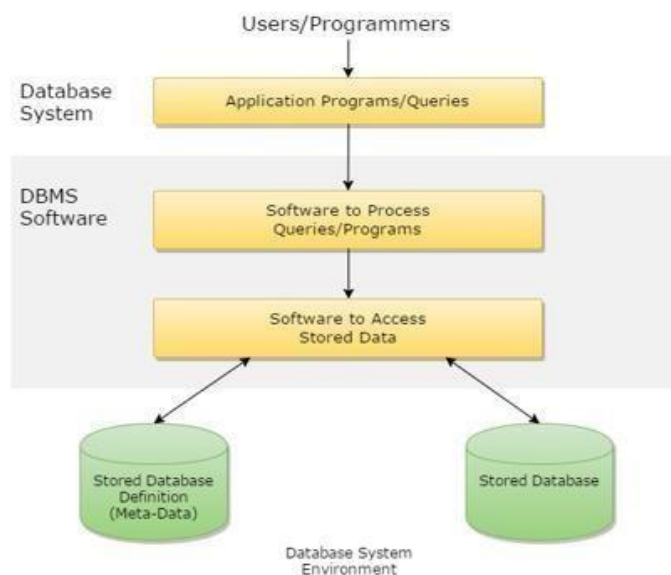 Users/Programmers
Database
System
Application Programs/Queries
DBMS
Software
Software to Process
Queries/Programs
Software to Access
Stored Data
Stored Database
Definition
(Meta-Data)
Stored Database
Database System
Environment